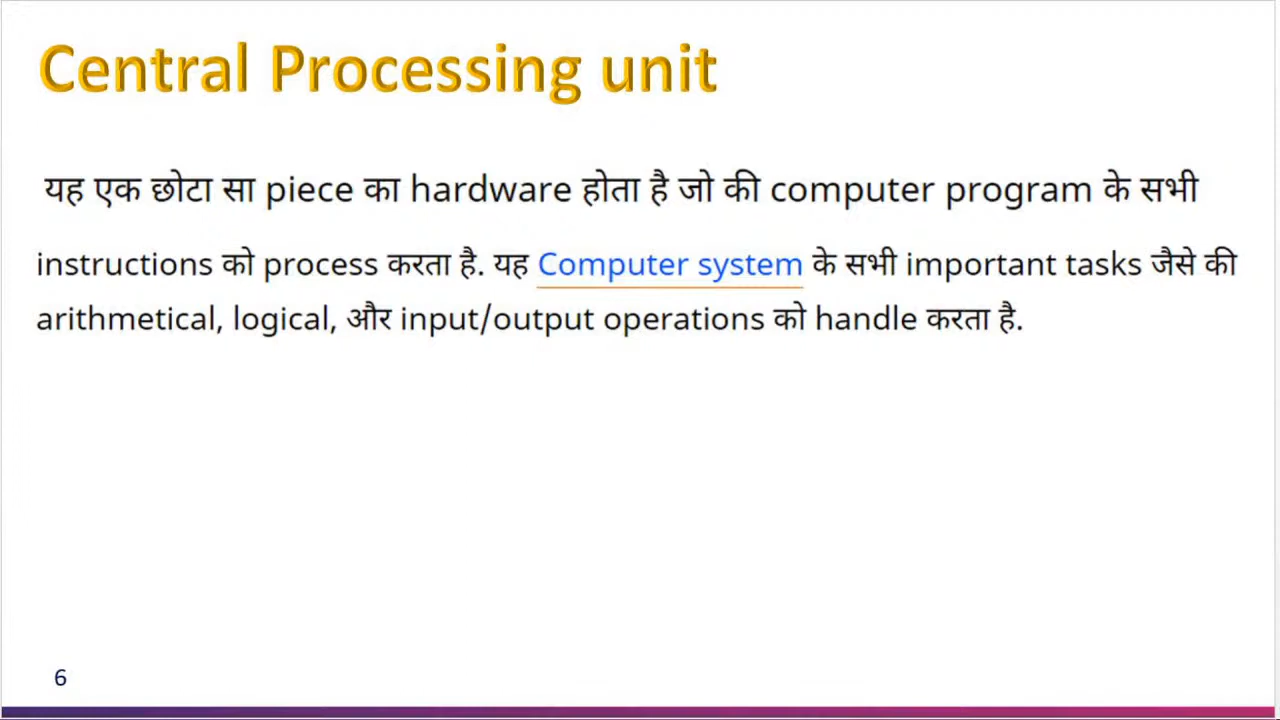 Central Processing unit
यह एक छोटा सा piece का hardware होता है जो की computer program के सभी
instructions को process करता है. यह Computer system के सभी important tasks जैसे की
arithmetical, logical, और input/output operations को handle करता है.
6